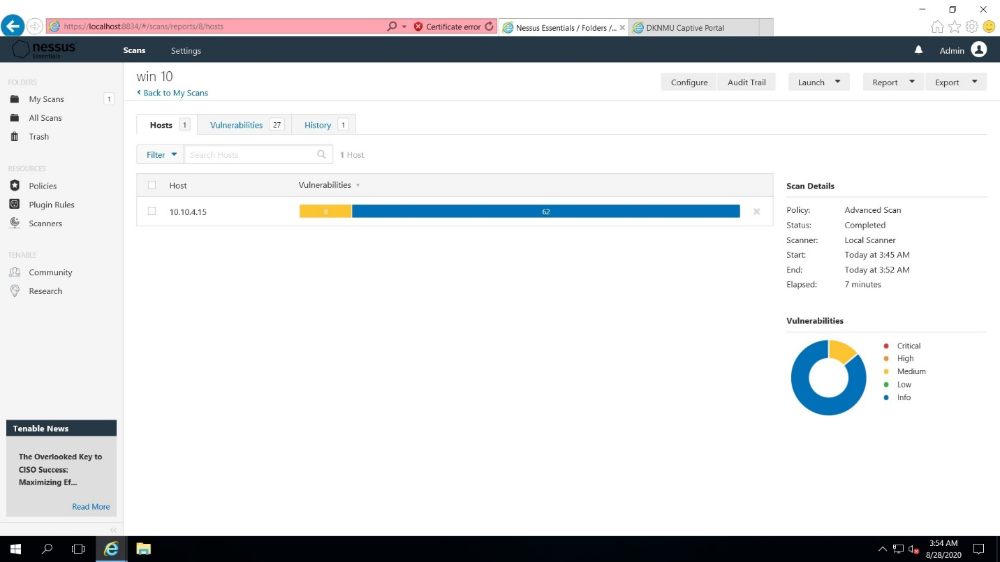 https://localhost:8834/#/scans/reports/8/hosts
Certificate error
Nessus Essentials / Folders /...
DKNMU Captive Portal
nessus
Essentials
Scans
Settings
Admin
FOLDERS
My Scans 1
All Scans
Trash
RESOURCES
Policies
Plugin Rules
Scanners
TENABLE
Community
Research
Tenable News
The Overlooked Key to
CISO Success:
Maximizing Ef...
Read More
win 10
Back to My Scans
Configure
Audit Trail
Launch
Report
Export
Hosts 1
Vulnerabilities 27
History 1
Filter
Search Hosts
1 Host
Host
Vulnerabilities
10.10.4.15
8
62
Scan Details
Policy: Advanced Scan
Status: Completed
Scanner: Local Scanner
Start: Today at 3:45 AM
End: Today at 3:52 AM
Elapsed: 7 minutes
Vulnerabilities
Critical
High
Medium
Low
Info
3:54 AM
8/28/2020